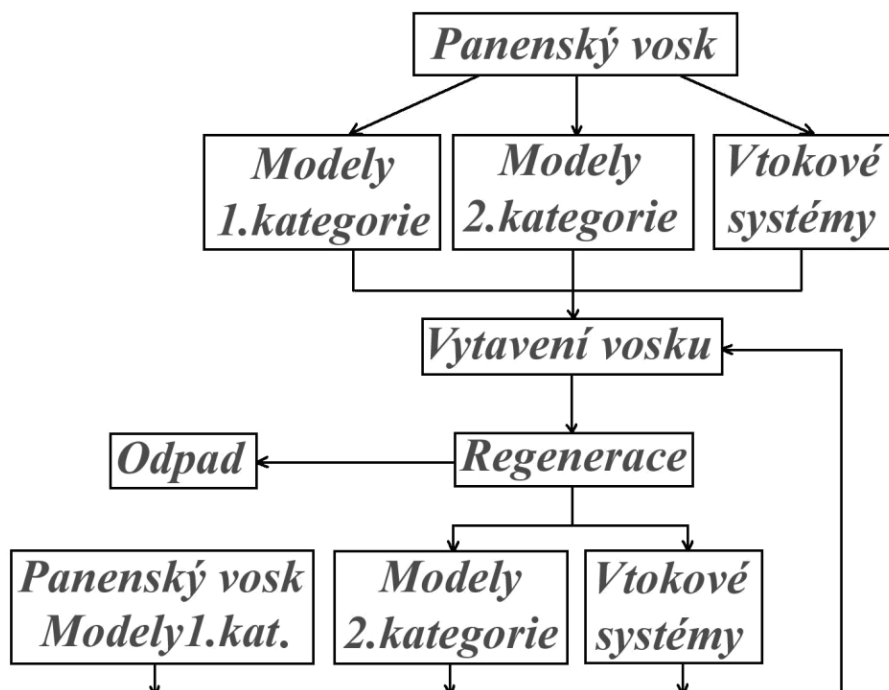 Panenský vosk
Modely
1.kategorie
Modely
2.kategorie
Vtokové
systémy
Vytavení vosku
Odpad
Regenerace
Panenský vosk
Modely1.kat.
Modely
2.kategorie
Vtokové
systémy